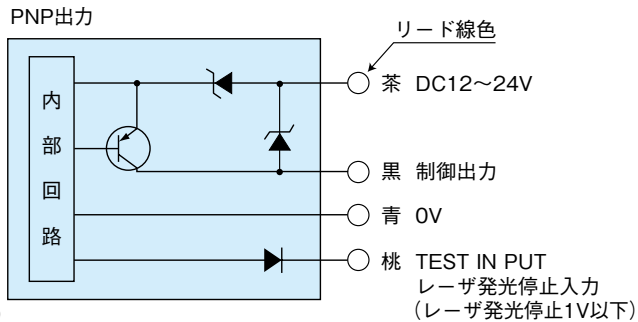 PNP出力
リード線色
内部回路
茶 DC12～24V
黒 制御出力
青 0V
桃 TEST IN PUT
レーザ発光停止入力
（レーザ発光停止1V以下）